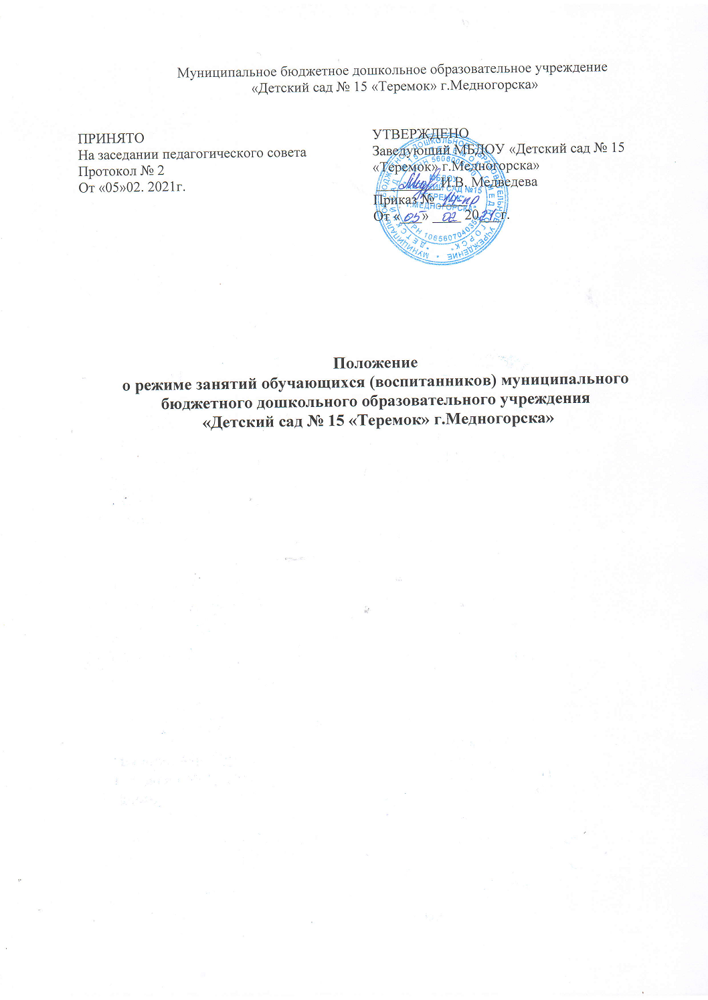 Муниципальное бюджетное дошкольное образовательное учреждение
«Детский сад № 15 «Теремок» г.Медногорска»
ПРИНЯТО
На заседании педагогического совета
Протокол № 2
От «05»02. 2021г.
УТВЕРЖДЕНО
Заведующий МБДОУ «Детский сад № 15
«Теремок» г.Медногорска»
И.В. Медведева
Приказ № 14-пр
От «05» 02 2021 г.
Положение
о режиме занятий обучающихся (воспитанников) муниципального
бюджетного дошкольного образовательного учреждения
«Детский сад № 15 «Теремок» г.Медногорска»